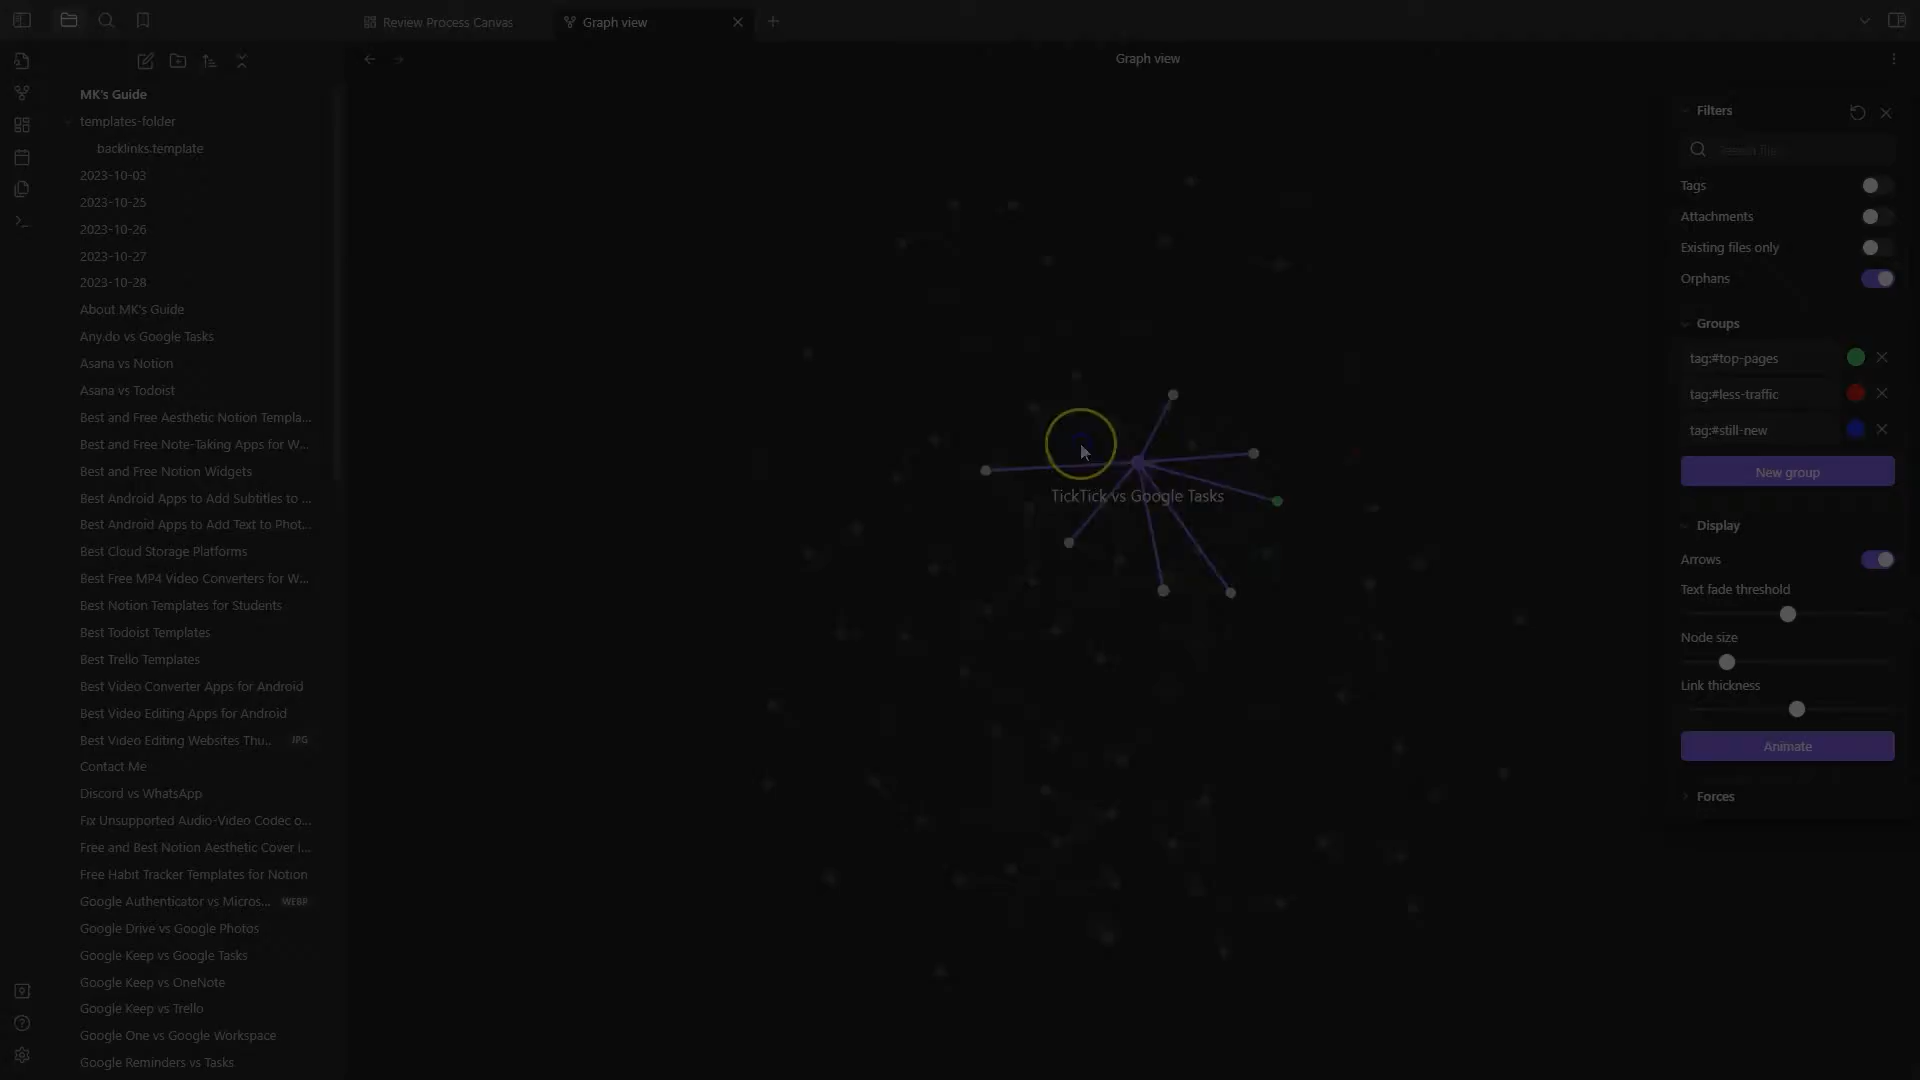 Review Process Canvas
Graph view
Graph view
MK's Guide
templates-folder
backlinks.template
2023-10-03
2023-10-25
2023-10-26
2023-10-27
2023-10-28
About MK's Guide
Any.do vs Google Tasks
Asana vs Notion
Asana vs Todoist
Best and Free Aesthetic Notion Templa...
Best and Free Note-Taking Apps for W...
Best and Free Notion Widgets
Best Android Apps to Add Subtitles to ...
Best Android Apps to Add Text to Phot...
Best Cloud Storage Platforms
Best Free MP4 Video Converters for W...
Best Notion Templates for Students
Best Todoist Templates
Best Trello Templates
Best Video Converter Apps for Android
Best Video Editing Apps for Android
Best Video Editing Websites Thu... JPG
Contact Me
Discord vs WhatsApp
Fix Unsupported Audio-Video Codec o...
Free and Best Notion Aesthetic Cover i...
Free Habit Tracker Templates for Notion
Google Authenticator vs Micros... WEBP
Google Drive vs Google Photos
Google Keep vs Google Tasks
Google Keep vs OneNote
Google Keep vs Trello
Google One vs Google Workspace
Google Reminders vs Tasks
TickTick vs Google Tasks
Filters
Search files...
Tags
Attachments
Existing files only
Orphans
Groups
tag:#top-pages
tag:#less-traffic
tag:#still-new
New group
Display
Arrows
Text fade threshold
Node size
Link thickness
Animate
Forces